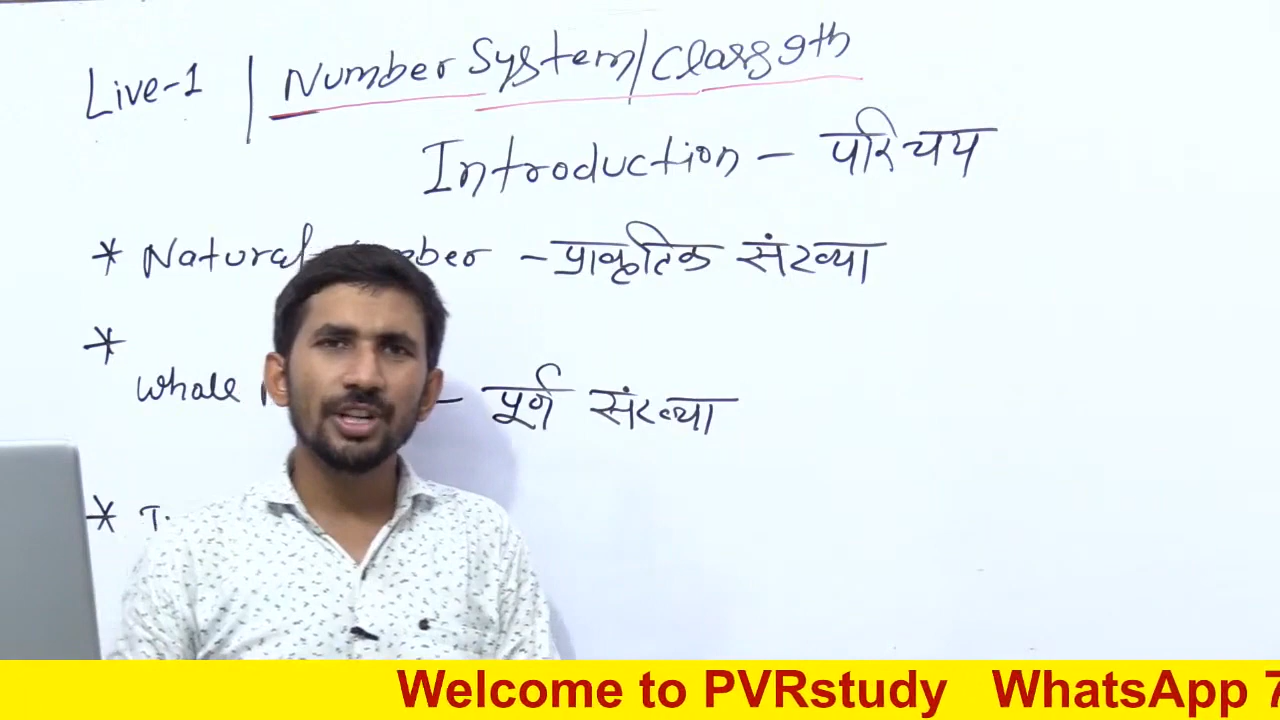 Live-1 | Number System/Class 9th
Introduction - परिचय
* Natural - प्राकृतिक संख्या
* Whole - पूर्ण संख्या
*
Welcome to PVRstudy WhatsApp 7